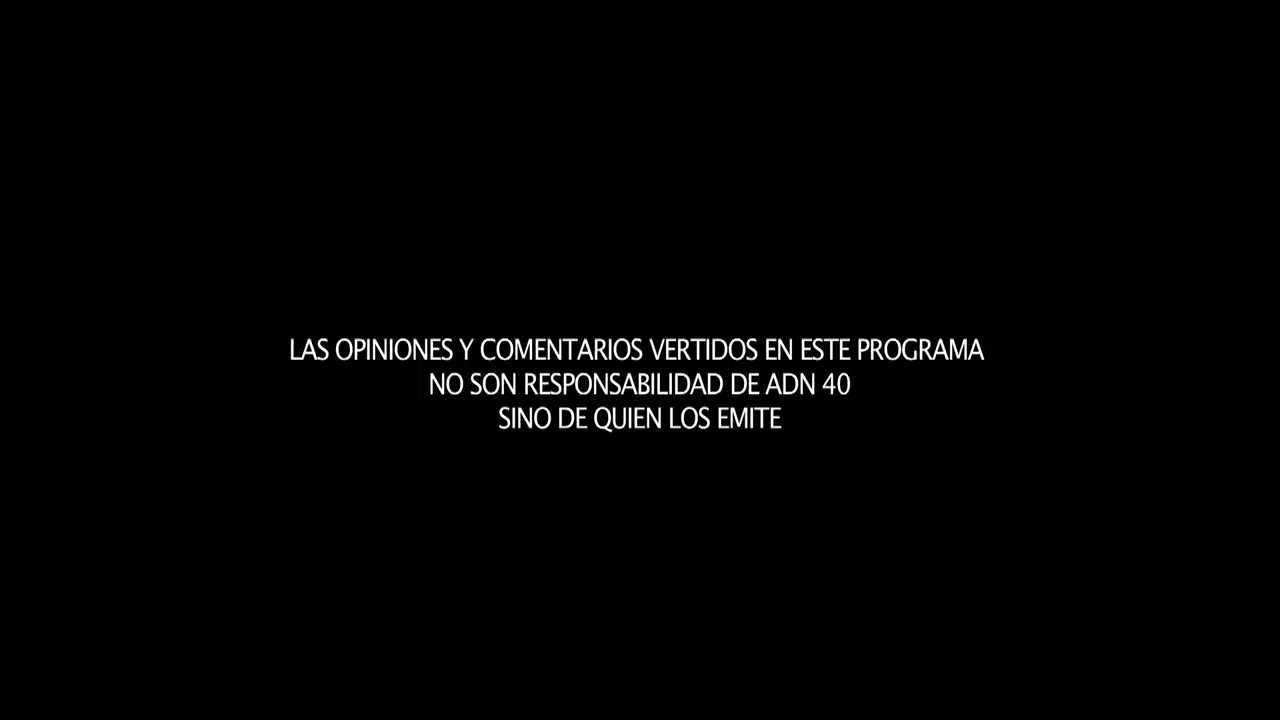 LAS OPINIONES Y COMENTARIOS VERTIDOS EN ESTE PROGRAMA
NO SON RESPONSABILIDAD DE ADN 40
SINO DE QUIEN LOS EMITE